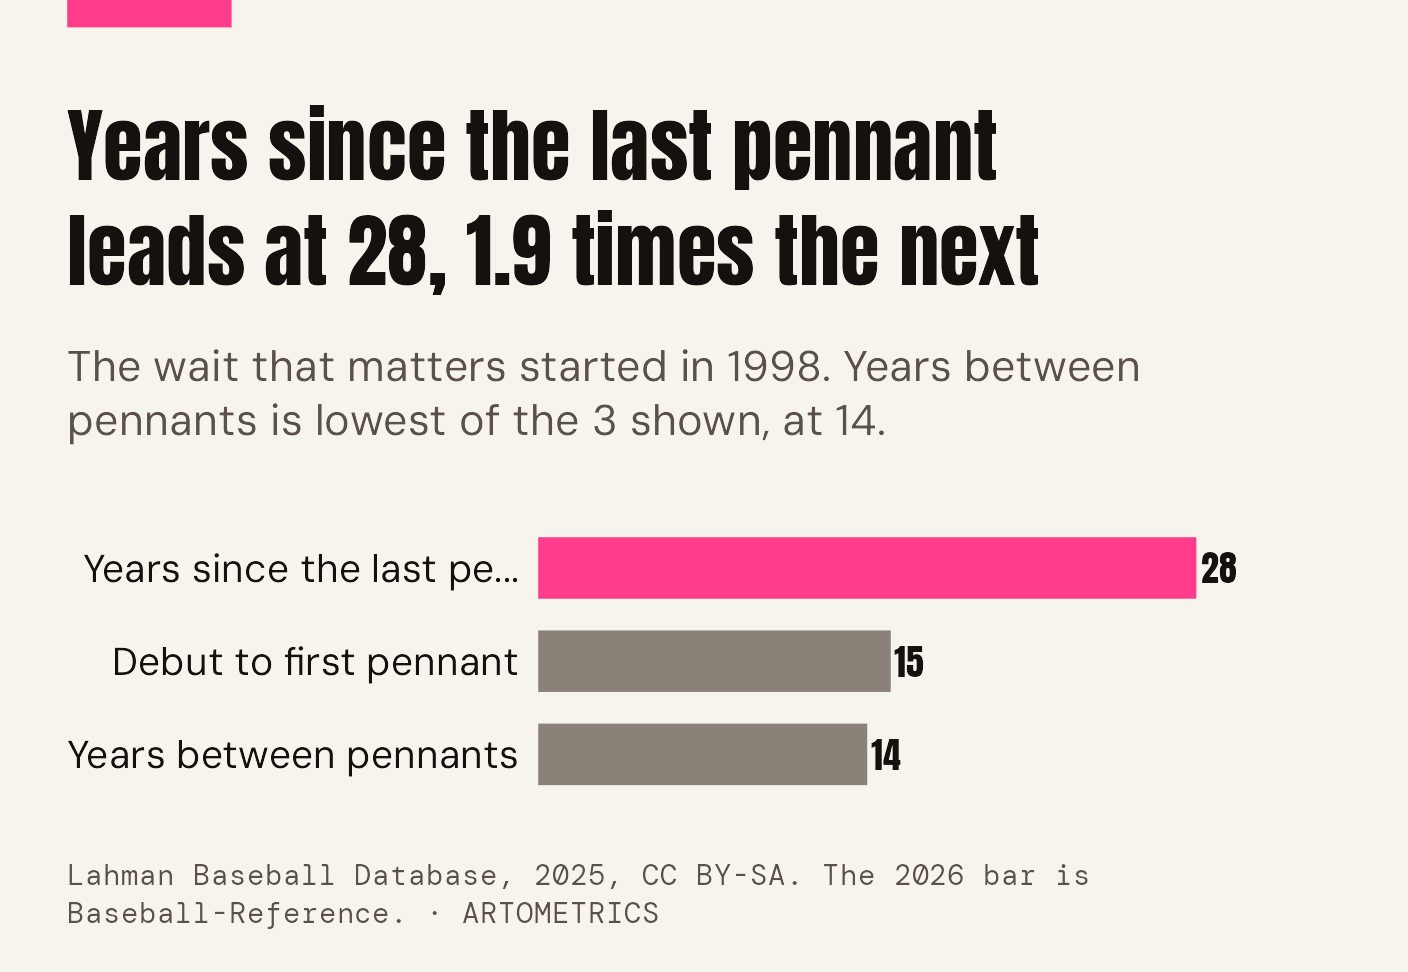 Years since the last pennant
leads at 28, 1.9 times the next
The wait that matters started in 1998. Years between
pennants is lowest of the 3 shown, at 14.
Years since the last pe...
28
Debut to first pennant
15
Years between pennants
14
Lahman Baseball Database, 2025, CC BY-SA. The 2026 bar is
Baseball-Reference. · ARTOMETRICS